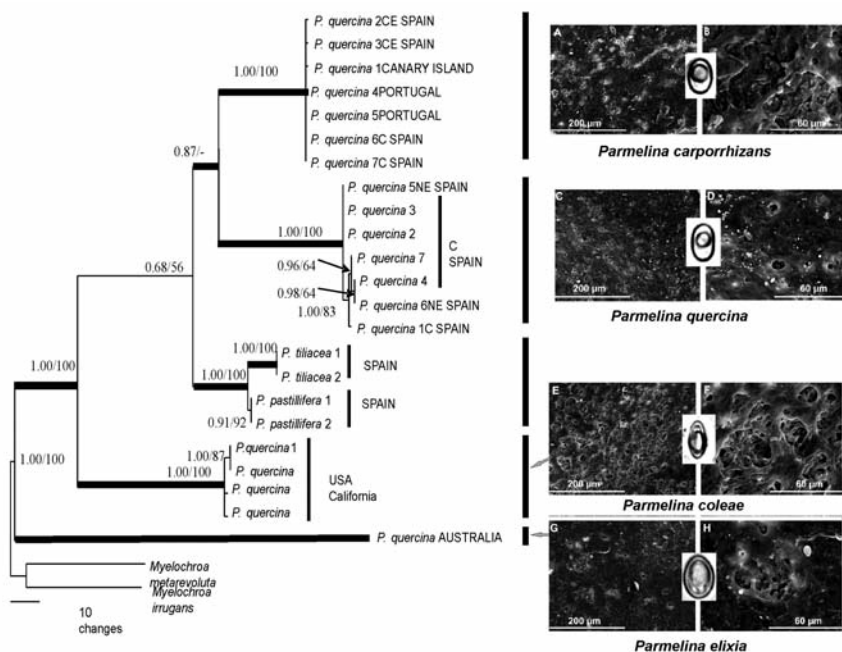 P. quercina 2CE SPAIN
P. quercina 3CE SPAIN
1.00/100
P. quercina 1CANARY ISLAND
P. quercina 4PORTUGAL
P. quercina 5PORTUGAL
P. quercina 6C SPAIN
P. quercina 7C SPAIN
0.87/-
P. quercina 5NE SPAIN
P. quercina 3
1.00/100
P. quercina 2
C
SPAIN
P. quercina 7
0.96/64
P. quercina 4
0.98/64
P. quercina 6NE SPAIN
1.00/83
P. quercina 1C SPAIN
0.68/56
1.00/100
P. tiliacea 1
SPAIN
P. tiliacea 2
1.00/100
P. pastillifera 1
SPAIN
0.91/92
P. pastillifera 2
1.00/100
1.00/87
P.quercina 1
1.00/100
P. quercina
USA
California
P. quercina
P. quercina
1.00/100
P. quercina AUSTRALIA
Myelochroa
metarevoluta
Myelochroa
irrugans
10
changes
A
B
200 µm
60 µm
Parmelina carporrhizans
C
D
200 µm
60 µm
Parmelina quercina
E
F
200 µm
60 µm
Parmelina coleae
G
H
200 µm
60 µm
Parmelina elixia